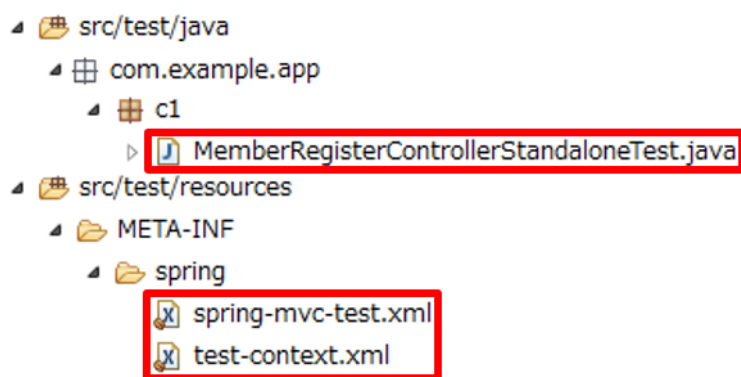 src/test/java
com.example.app
c1
MemberRegisterControllerStandaloneTest.java
src/test/resources
META-INF
spring
spring-mvc-test.xml
test-context.xml